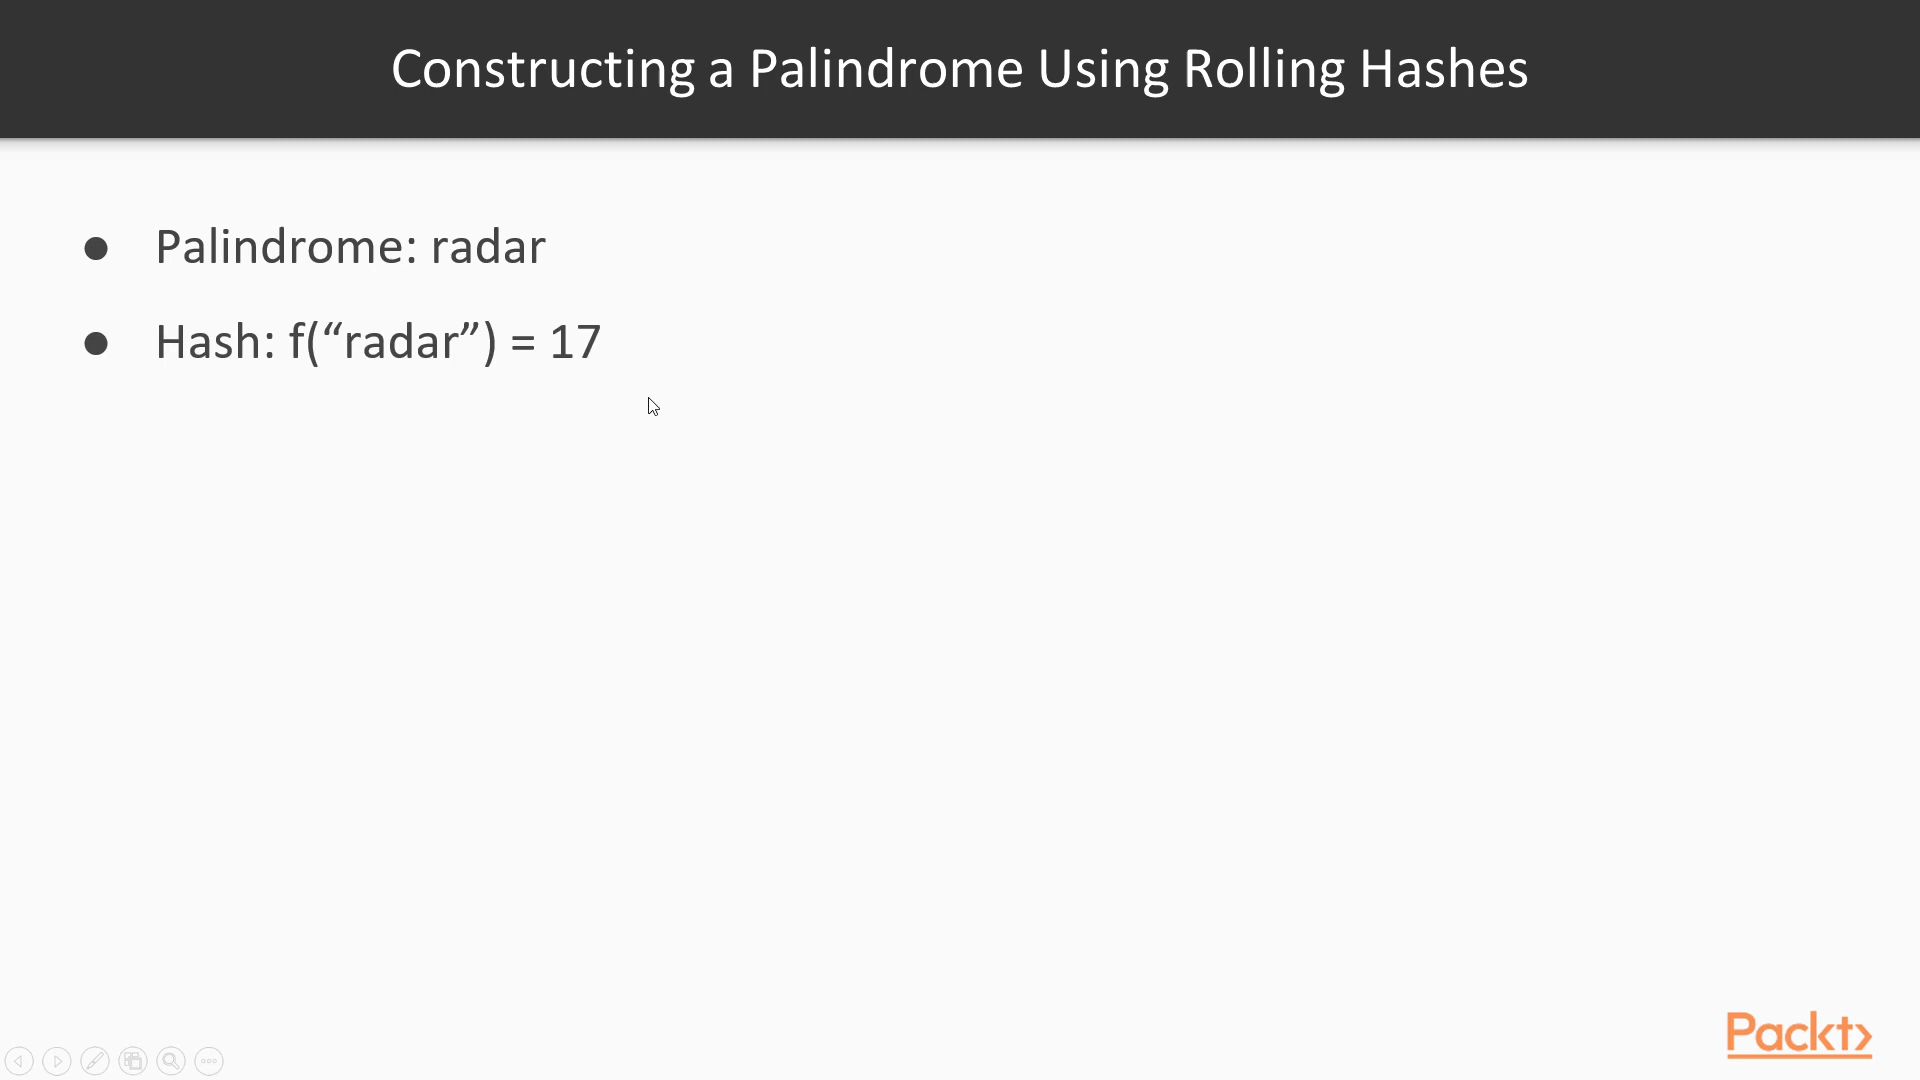 Constructing a Palindrome Using Rolling Hashes
● Palindrome: radar
● Hash: f(“radar”) = 17
Packt>